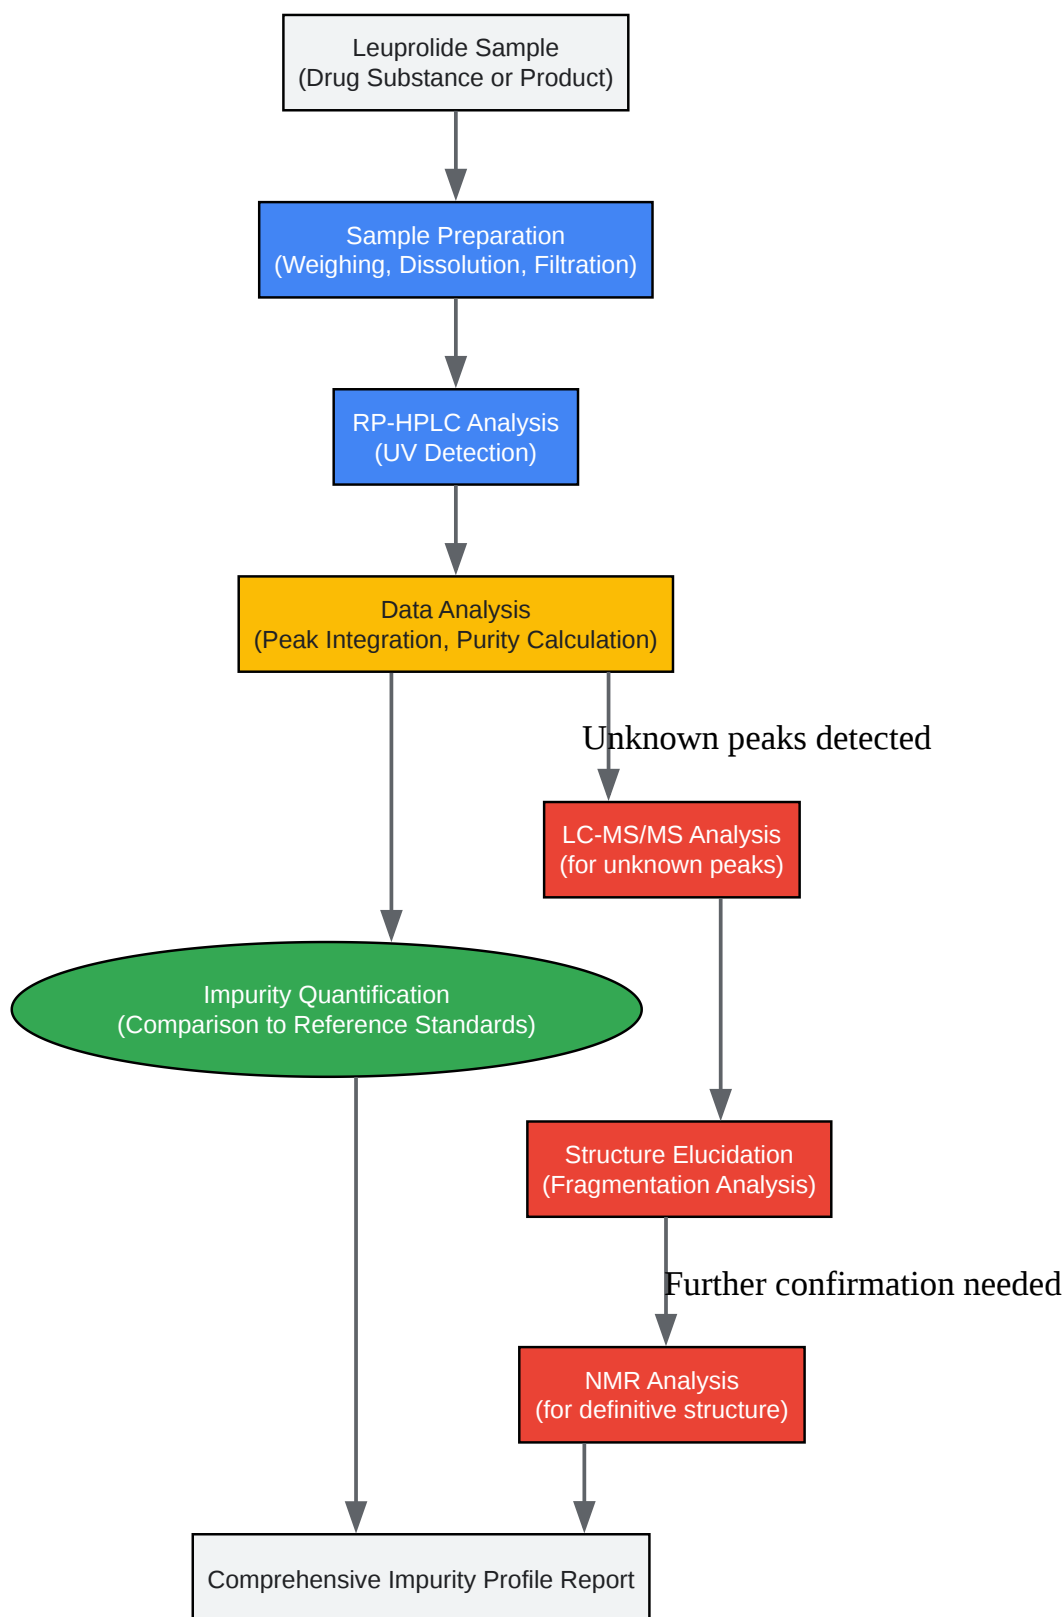 Leuprolide Sample
(Drug Substance or Product)
Sample Preparation
(Weighing, Dissolution, Filtration)
RP-HPLC Analysis
(UV Detection)
Data Analysis
(Peak Integration, Purity Calculation)
Unknown peaks detected
LC-MS/MS Analysis
(for unknown peaks)
Impurity Quantification
(Comparison to Reference Standards)
Structure Elucidation
(Fragmentation Analysis)
Further confirmation needed
NMR Analysis
(for definitive structure)
Comprehensive Impurity Profile Report